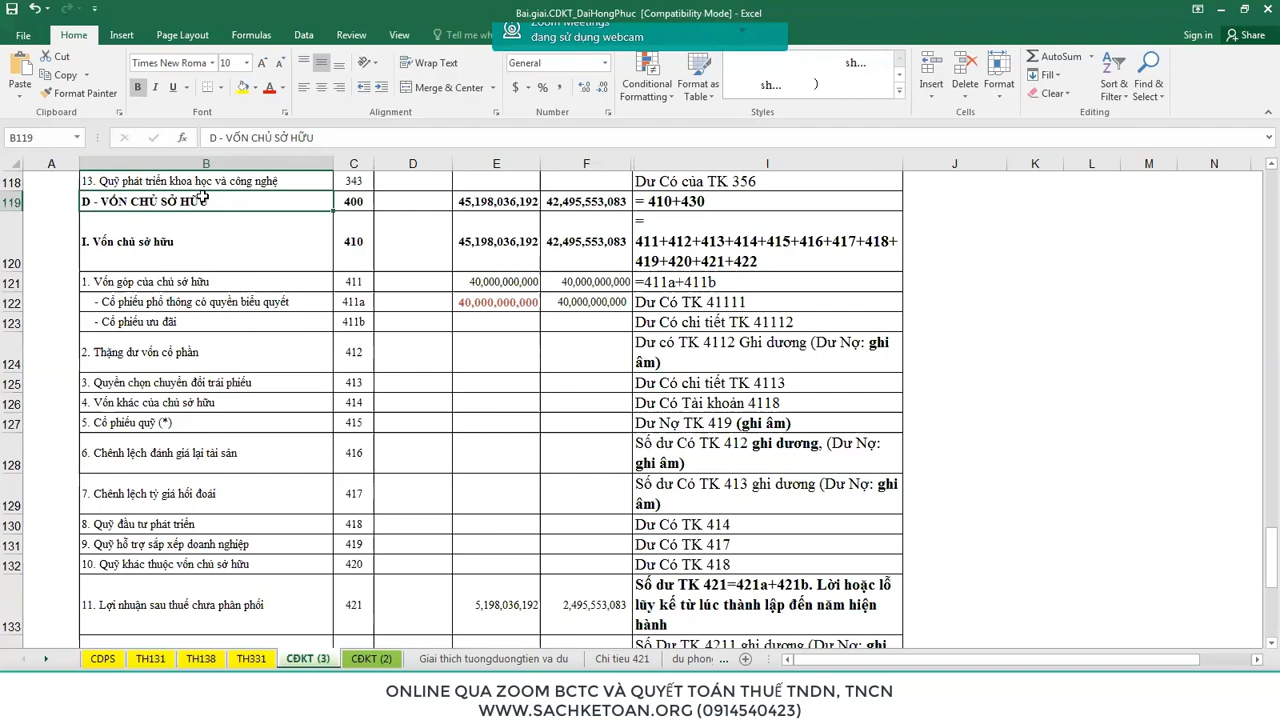 Bai.giai.CDKT_DaiHongPhuc [Compatibility Mode] - Excel
File Home Insert Page Layout Formulas Data Review View Tell me Sign in Share
Zoom Meetings
đang sử dụng webcam
Paste Cut Copy Format Painter Clipboard
Times New Roma 10 B I U Font
Wrap Text Merge & Center Alignment
General $ % , Number
Conditional Formatting Format as Table sh... sh... ) Styles
Insert Delete Format Cells
AutoSum Fill Clear Sort & Filter Find & Select Editing
B119 fx D - VỐN CHỦ SỞ HỮU
A B C D E F I J K L M N
118 13. Quỹ phát triển khoa học và công nghệ 343 Dư Có của TK 356
119 D - VỐN CHỦ SỞ HỮU 400 45,198,036,192 42,495,553,083 = 410+430
120 I. Vốn chủ sở hữu 410 45,198,036,192 42,495,553,083 =
411+412+413+414+415+416+417+418+
419+420+421+422
121 1. Vốn góp của chủ sở hữu 411 40,000,000,000 40,000,000,000 =411a+411b
122 - Cổ phiếu phổ thông có quyền biểu quyết 411a 40,000,000,000 40,000,000,000 Dư Có TK 41111
123 - Cổ phiếu ưu đãi 411b Dư Có chi tiết TK 41112
124 2. Thặng dư vốn cổ phần 412 Dư có TK 4112 Ghi dương (Dư Nợ: ghi
âm)
125 3. Quyền chọn chuyển đổi trái phiếu 413 Dư Có chi tiết TK 4113
126 4. Vốn khác của chủ sở hữu 414 Dư Có Tài khoản 4118
127 5. Cổ phiếu quỹ (*) 415 Dư Nợ TK 419 (ghi âm)
128 6. Chênh lệch đánh giá lại tài sản 416 Số dư Có TK 412 ghi dương, (Dư Nợ:
ghi âm)
129 7. Chênh lệch tỷ giá hối đoái 417 Số dư Có TK 413 ghi dương (Dư Nợ: ghi
âm)
130 8. Quỹ đầu tư phát triển 418 Dư Có TK 414
131 9. Quỹ hỗ trợ sắp xếp doanh nghiệp 419 Dư Có TK 417
132 10. Quỹ khác thuộc vốn chủ sở hữu 420 Dư Có TK 418
133 11. Lợi nhuận sau thuế chưa phân phối 421 5,198,036,192 2,495,553,083 Số dư TK 421=421a+421b. Lời hoặc lỗ
lũy kế từ lúc thành lập đến năm hiện
hành
Số Dư TK 4211 ghi dương (Dư Nợ: ghi
CDPS TH131 TH138 TH331 CĐKT (3) CĐKT (2) Giai thich tuongduongtien va du Chi tieu 421 du phong ...
ONLINE QUA ZOOM BCTC VÀ QUYẾT TOÁN THUẾ TNDN, TNCN
WWW.SACHKETOAN.ORG (0914540423)